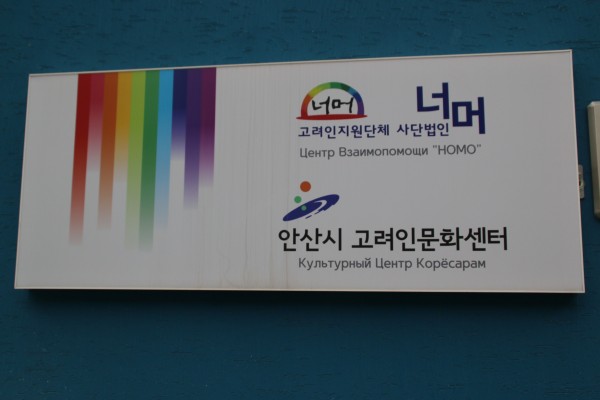 너머
고려인지원단체 사단법인 너머
Центр Взаимопомощи "НОМО"
안산시 고려인문화센터
Культурный Центр Корёсарам